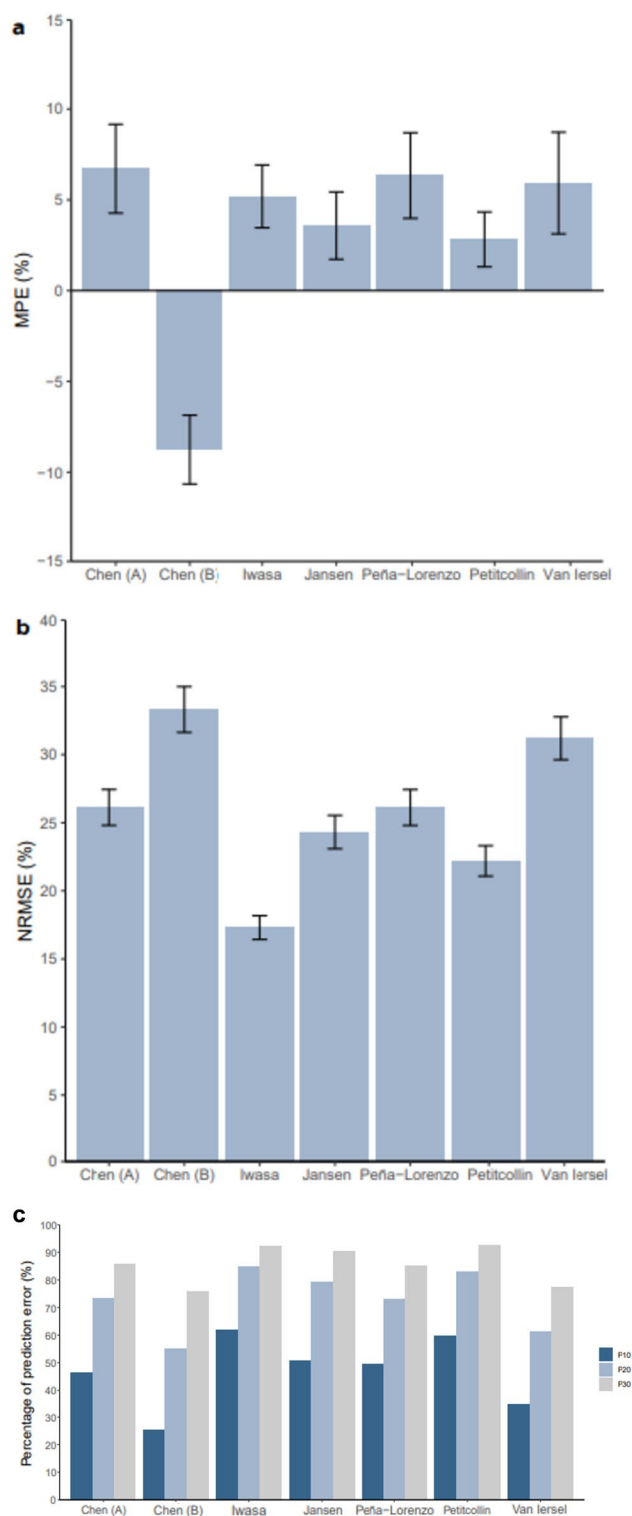 a
15
10
5
0
−5
−10
−15
MPE (%)
Chen (A) Chen (B) Iwasa Jansen Peña−Lorenzo Petitcollin Van Iersel
b
40
35
30
25
20
15
10
5
0
NRMSE (%)
Chen (A) Chen (B) Iwasa Jansen Peña−Lorenzo Petitcollin Van Iersel
c
100
90
80
70
60
50
40
30
20
10
0
Percentage of prediction error (%)
P10
P20
P30
Chen (A) Chen (B) Iwasa Jansen Peña−Lorenzo Petitcollin Van Iersel